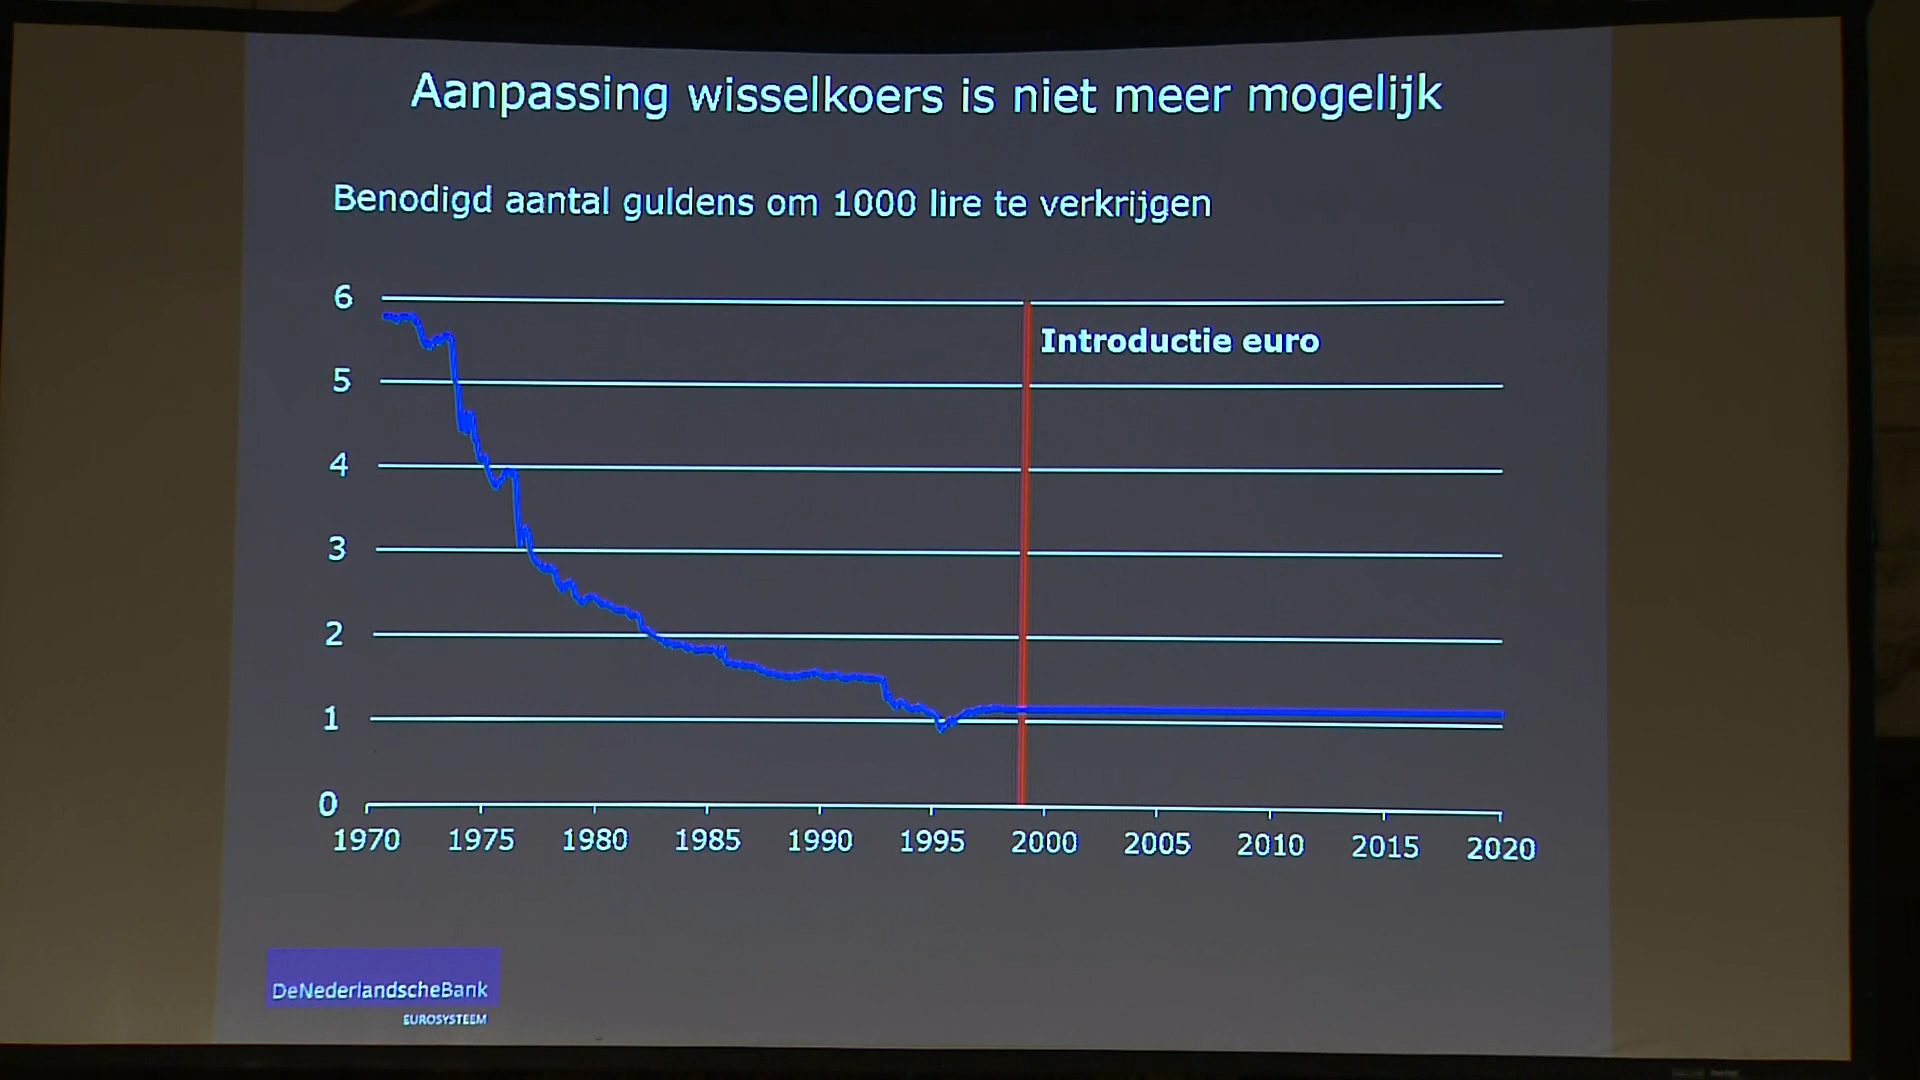 Aanpassing wisselkoers is niet meer mogelijk
Benodigd aantal guldens om 1000 lire te verkrijgen
6
Introductie euro
5
4
3
2
1
0
1970 1975 1980 1985 1990 1995 2000 2005 2010 2015 2020
DeNederlandscheBank
EUROSYSTEEM